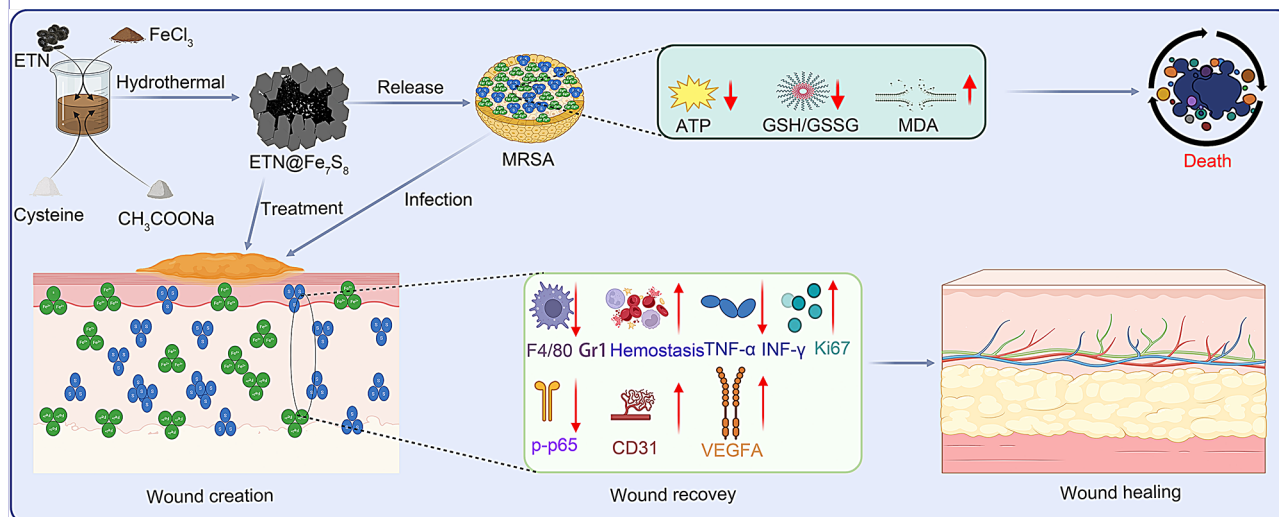 ETN
FeCl₃
Hydrothermal
Cysteine
CH₃COONa
ETN@Fe₇S₈
Release
MRSA
ATP
GSH/GSSG
MDA
Death
Treatment
Infection
F4/80 Gr1 Hemostasis TNF-α INF-γ Ki67
p-p65
CD31
VEGFA
Wound creation
Wound recovey
Wound healing